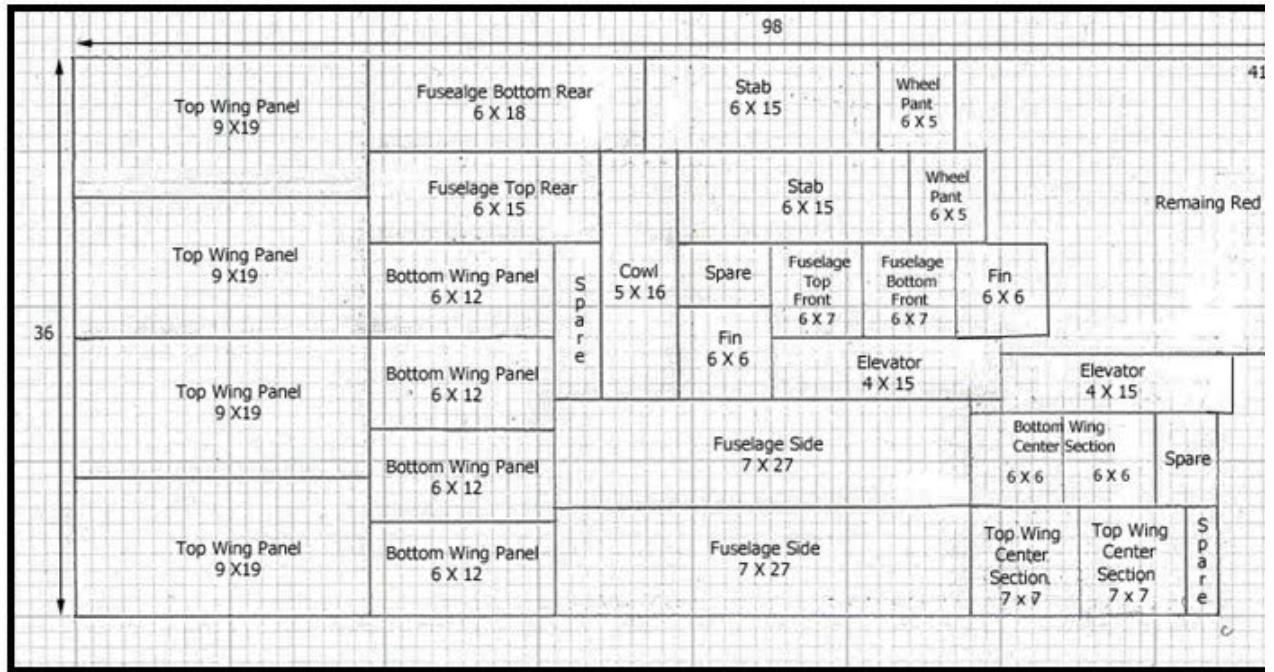 98
41
36
Top Wing Panel
9 X19
Top Wing Panel
9 X19
Top Wing Panel
9 X19
Top Wing Panel
9 X19
Fusealge Bottom Rear
6 X 18
Stab
6 X 15
Wheel
Pant
6 X 5
Fuselage Top Rear
6 X 15
Cowl
5 X 16
Stab
6 X 15
Wheel
Pant
6 X 5
Remaing Red
Bottom Wing Panel
6 X 12
Spare
Spare
Fuselage
Top
Front
6 X 7
Fuselage
Bottom
Front
6 X 7
Fin
6 X 6
Bottom Wing Panel
6 X 12
Fin
6 X 6
Elevator
4 X 15
Elevator
4 X 15
Bottom Wing Panel
6 X 12
Fuselage Side
7 X 27
Bottom Wing
Center Section
6 X 6 6 X 6
Spare
Bottom Wing Panel
6 X 12
Fuselage Side
7 X 27
Top Wing
Center
Section
7 x 7
Top Wing
Center
Section
7 x 7
Spare
c